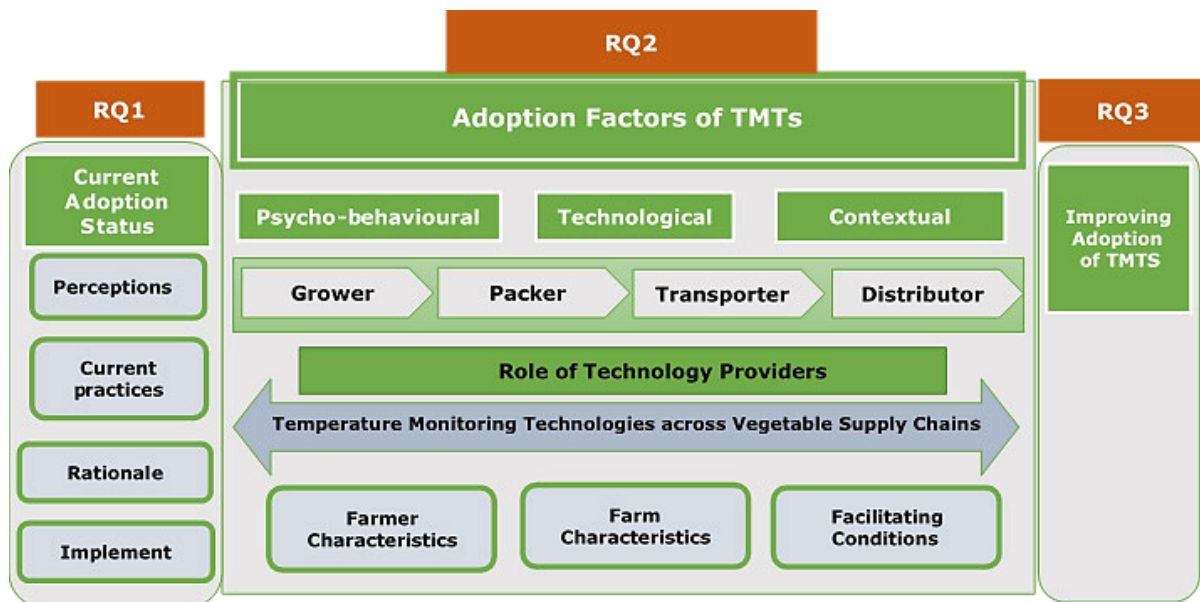 RQ1
Current
Adoption
Status
Perceptions
Current
practices
Rationale
Implement
RQ2
Adoption Factors of TMTs
Psycho-behavioural
Technological
Contextual
Grower
Packer
Transporter
Distributor
Role of Technology Providers
Temperature Monitoring Technologies across Vegetable Supply Chains
Farmer
Characteristics
Farm
Characteristics
Facilitating
Conditions
RQ3
Improving
Adoption
of TMTS